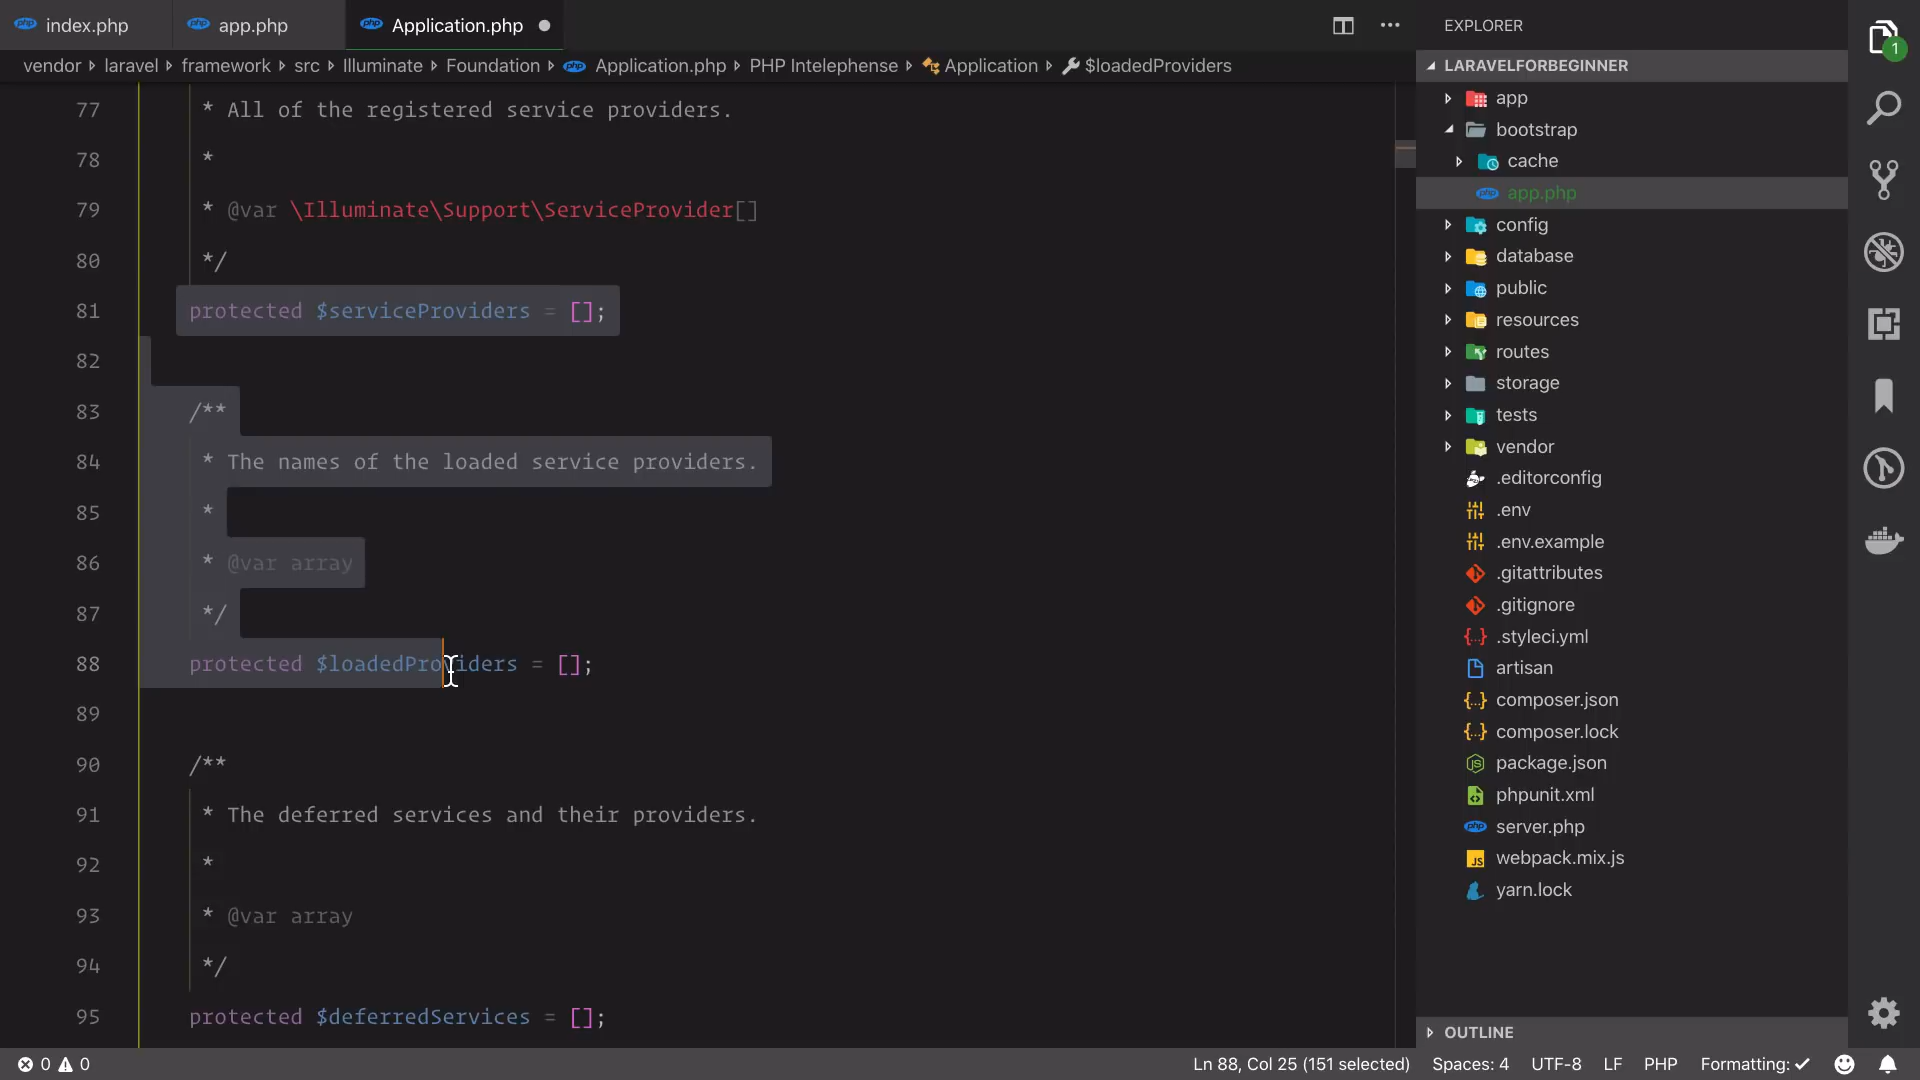 index.php
app.php
Application.php
EXPLORER
1
vendor laravel framework src Illuminate Foundation Application.php PHP Intelephense Application $loadedProviders
LARAVELFORBEGINNER
77 * All of the registered service providers.
78 *
79 * @var \Illuminate\Support\ServiceProvider[]
80 */
81 protected $serviceProviders = [];
82
83 /**
84 * The names of the loaded service providers.
85 *
86 * @var array
87 */
88 protected $loadedProviders = [];
89
90 /**
91 * The deferred services and their providers.
92 *
93 * @var array
94 */
95 protected $deferredServices = [];
app
bootstrap
cache
php app.php
config
database
public
resources
routes
storage
tests
vendor
.editorconfig
.env
.env.example
.gitattributes
.gitignore
.styleci.yml
artisan
composer.json
composer.lock
package.json
phpunit.xml
php server.php
JS webpack.mix.js
yarn.lock
OUTLINE
0 0
Ln 88, Col 25 (151 selected)
Spaces: 4
UTF-8
LF
PHP
Formatting: ✓